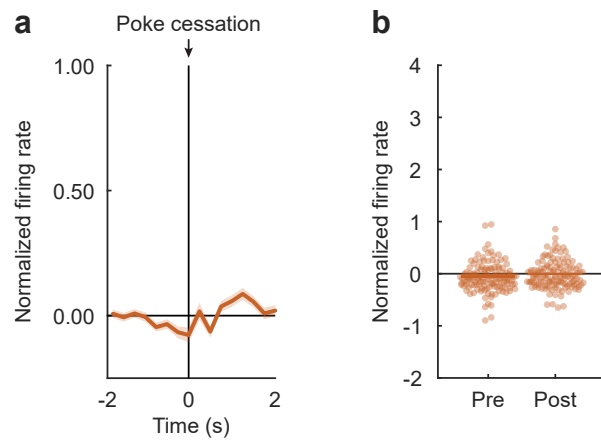 a
Poke cessation
Normalized firing rate
1.00
0.50
0.00
-2
0
2
Time (s)
b
Normalized firing rate
4
3
2
1
0
-1
-2
Pre
Post